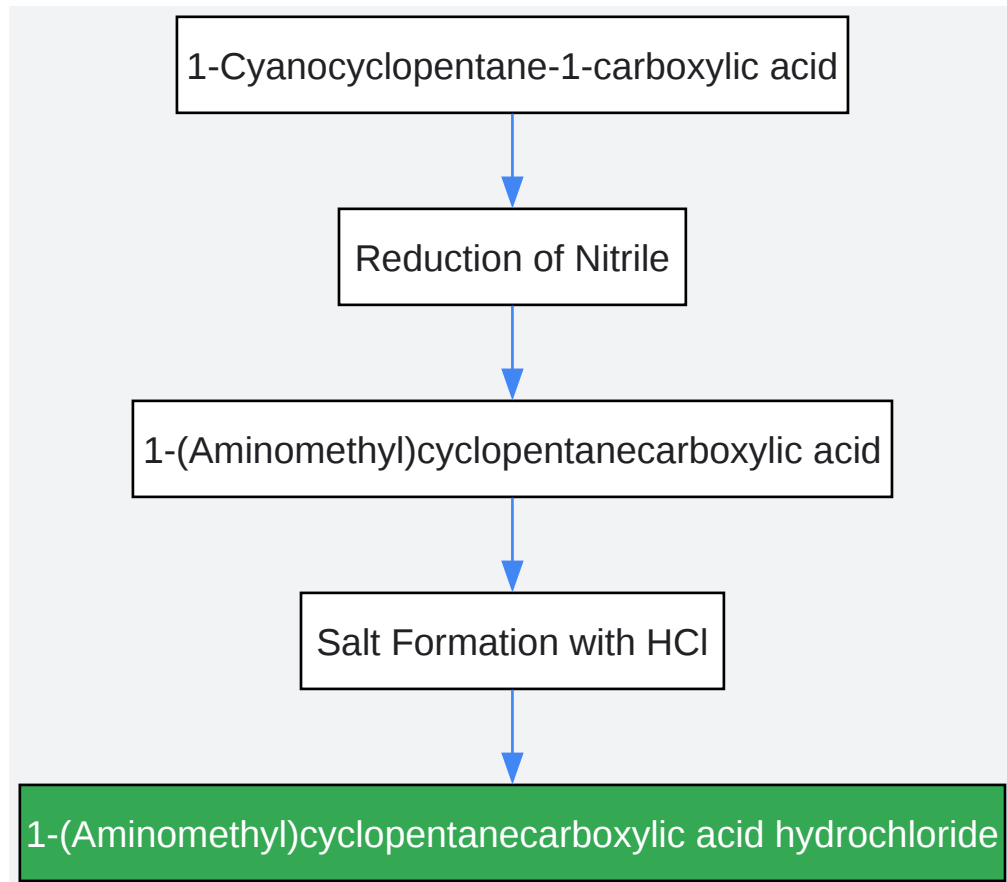 1-Cyanocyclopentane-1-carboxylic acid
Reduction of Nitrile
1-(Aminomethyl)cyclopentanecarboxylic acid
Salt Formation with HCl
1-(Aminomethyl)cyclopentanecarboxylic acid hydrochloride